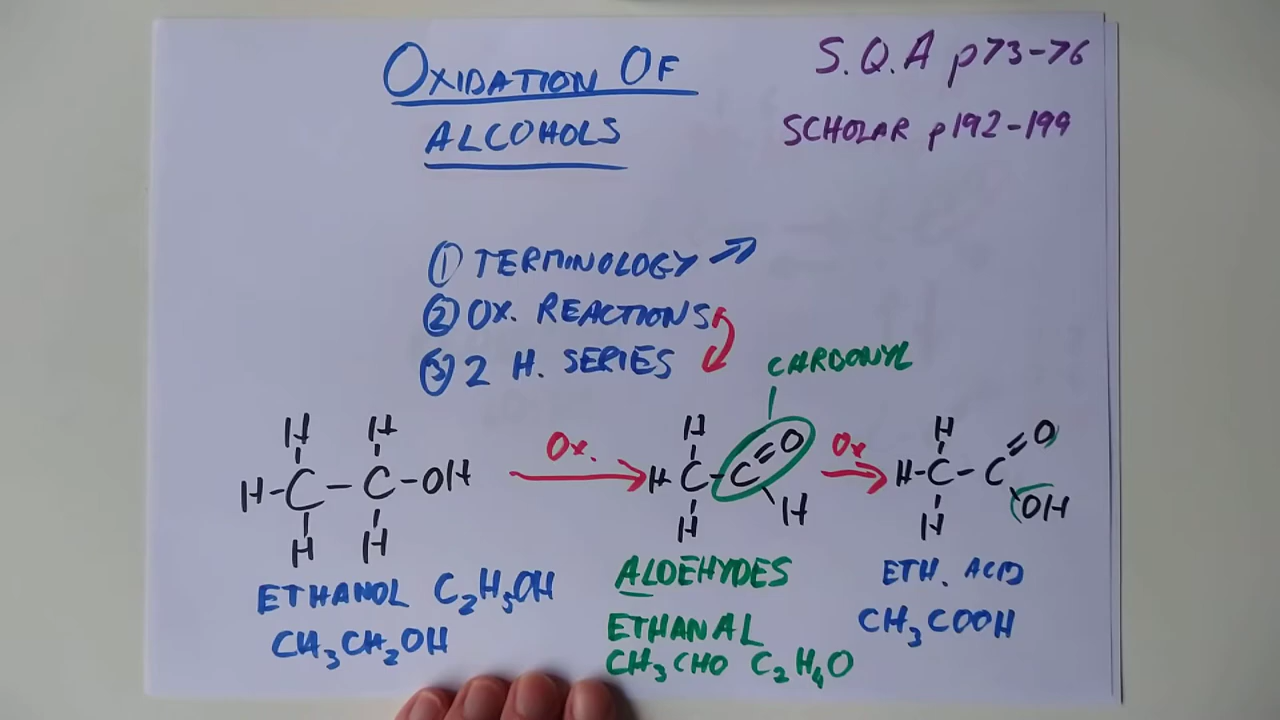 OXIDATION OF
ALCOHOLS
S.Q.A p73-76
SCHOLAR p192-199
① TERMINOLOGY
② OX. REACTIONS
③ 2 H. SERIES
CARBONYL
H H
H-C-C-OH
H H
Ox.
H
H-C-C=O
H H
Ox
H
H-C-C=O
H OH
ETHANOL C₂H₅OH
CH₃CH₂OH
ALDEHYDES
ETHANAL
CH₃CHO C₂H₄O
ETH. ACID
CH₃COOH